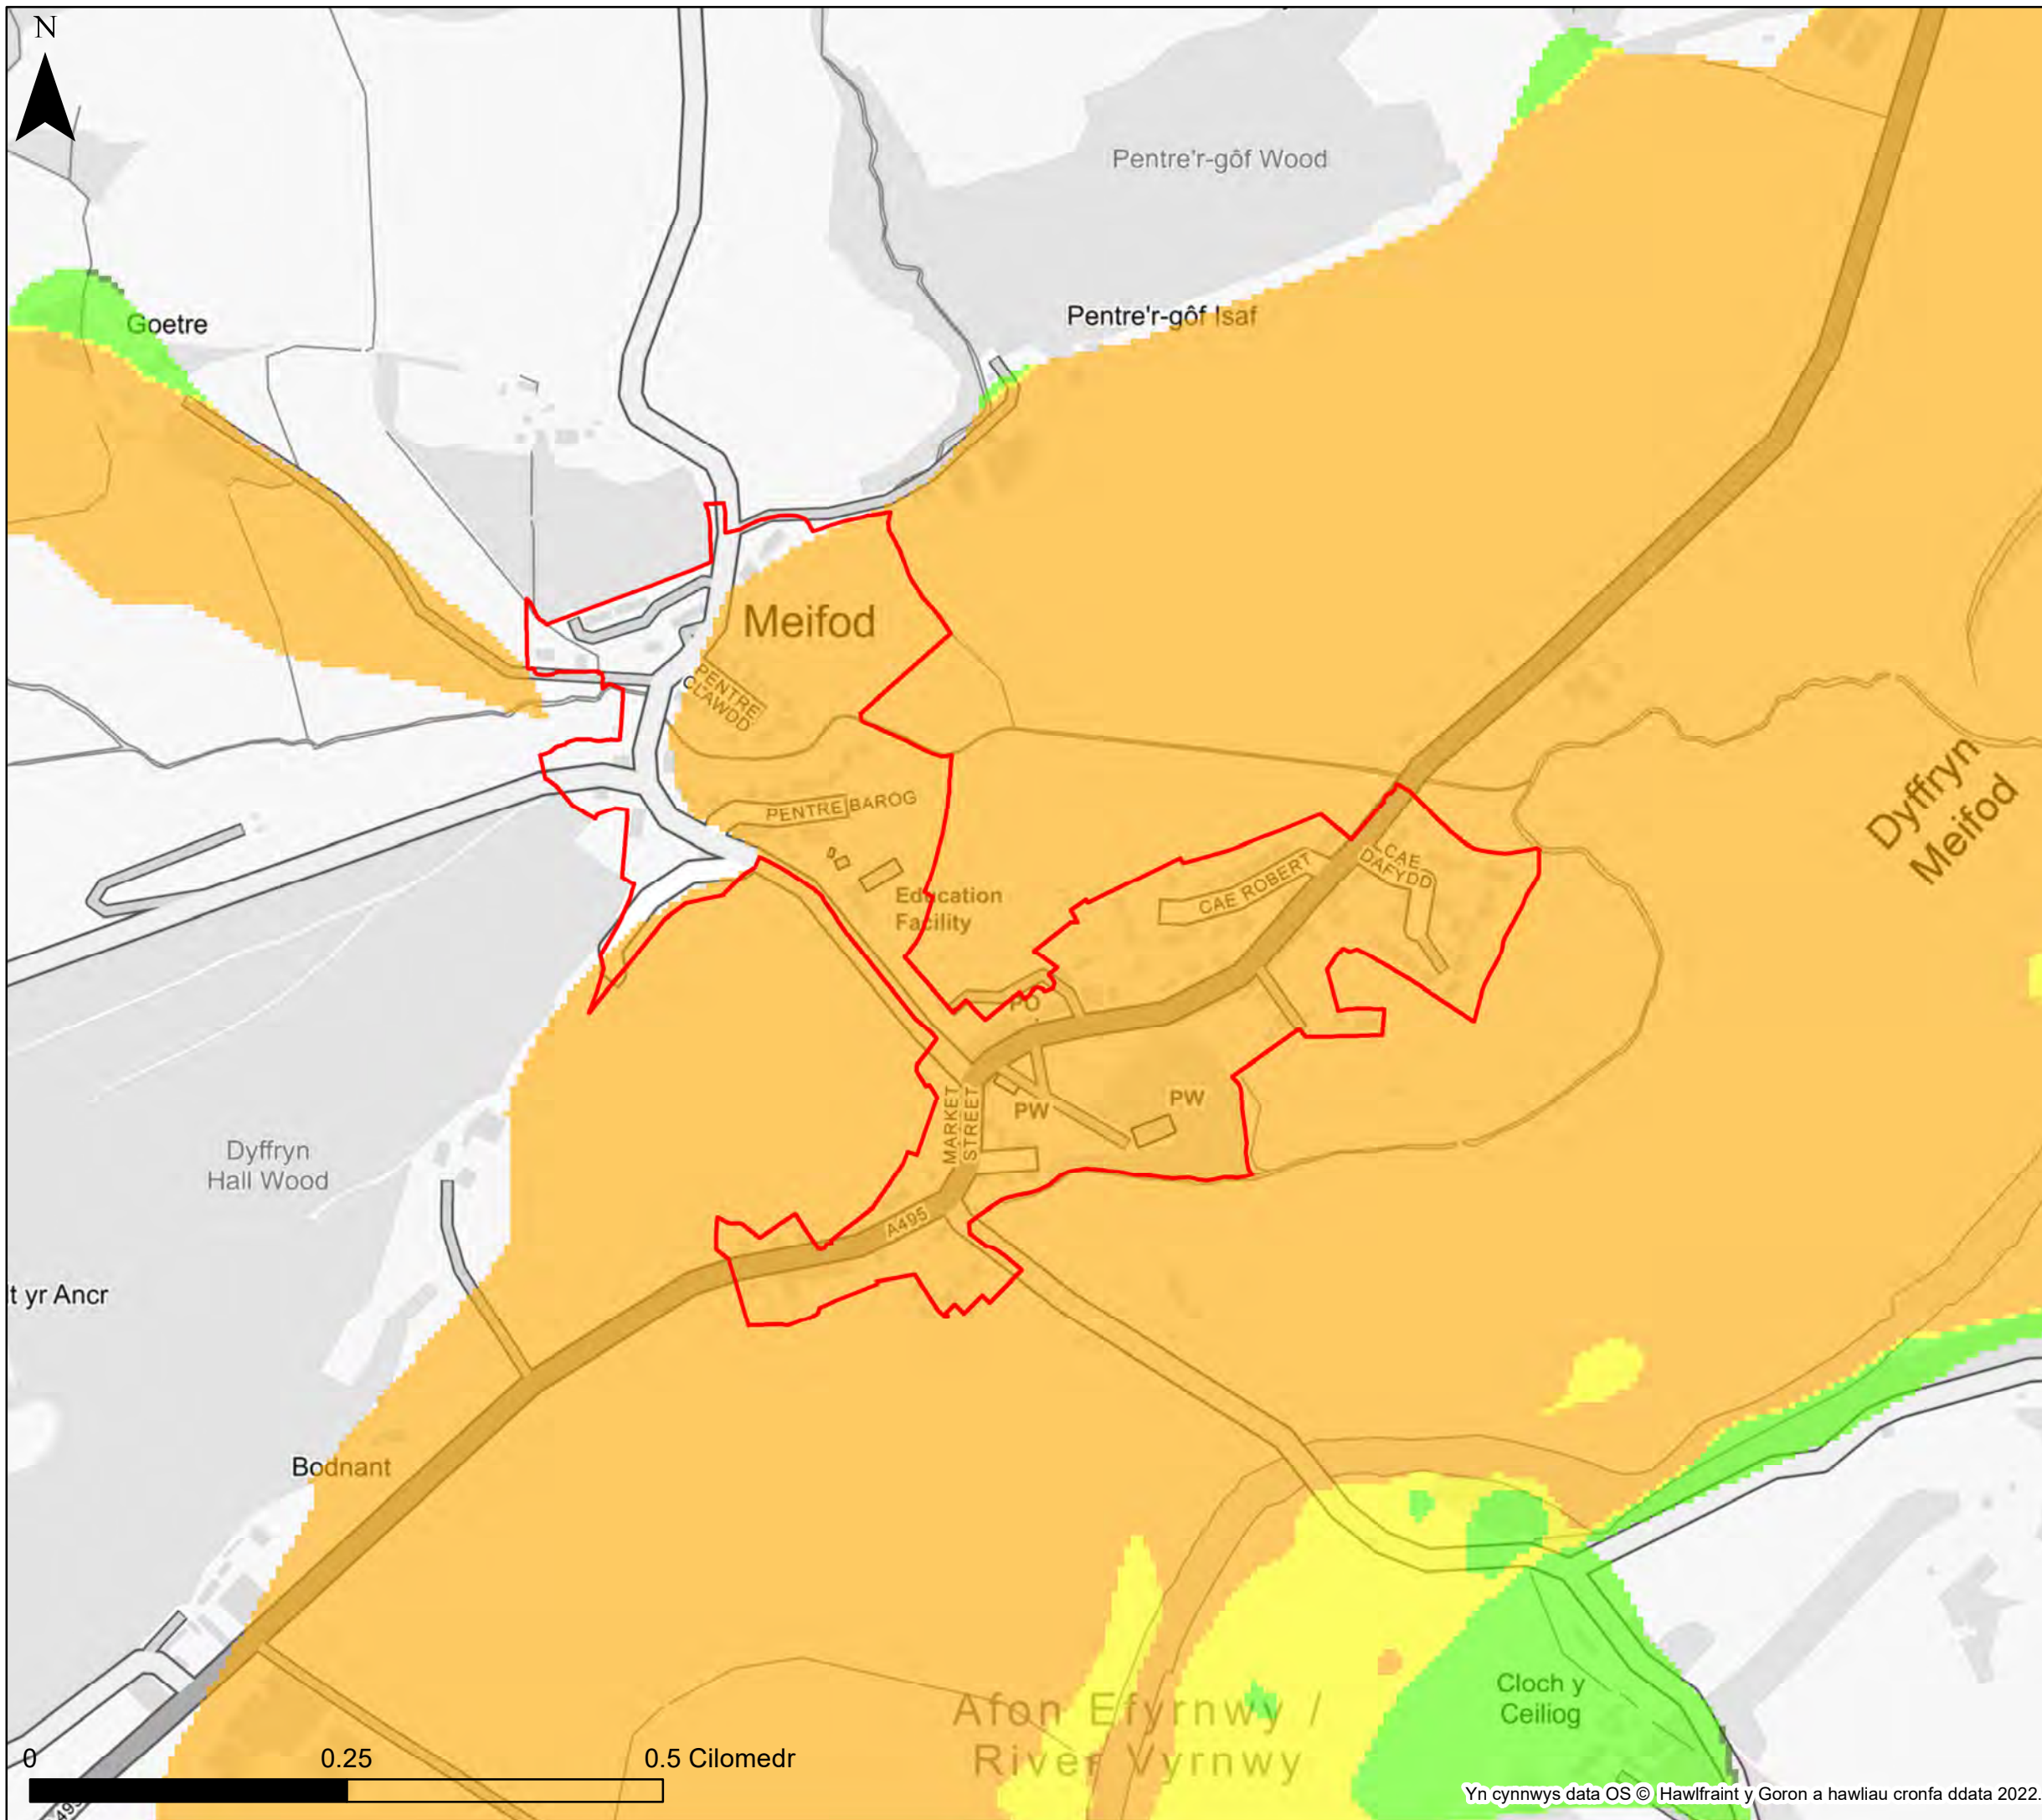 N
Pentre'r-gôf Wood
Pentre'r-gôf Isaf
Goetre
Meifod
PENTRE
CLAWDD
PENTRE BAROG
Education
Facility
CAE ROBERT
CAE
DAFYDD
Dyffryn
Meifod
PO
PW
PW
MARKET
STREET
A495
Dyffryn
Hall Wood
t yr Ancr
Bodnant
Cloch y
Ceiliog
Afon Efyrnwy /
River Vyrnwy
0 0.25 0.5 Cilomedr
495
Yn cynnwys data OS © Hawlfraint y Goron a hawliau cronfa ddata 2022.